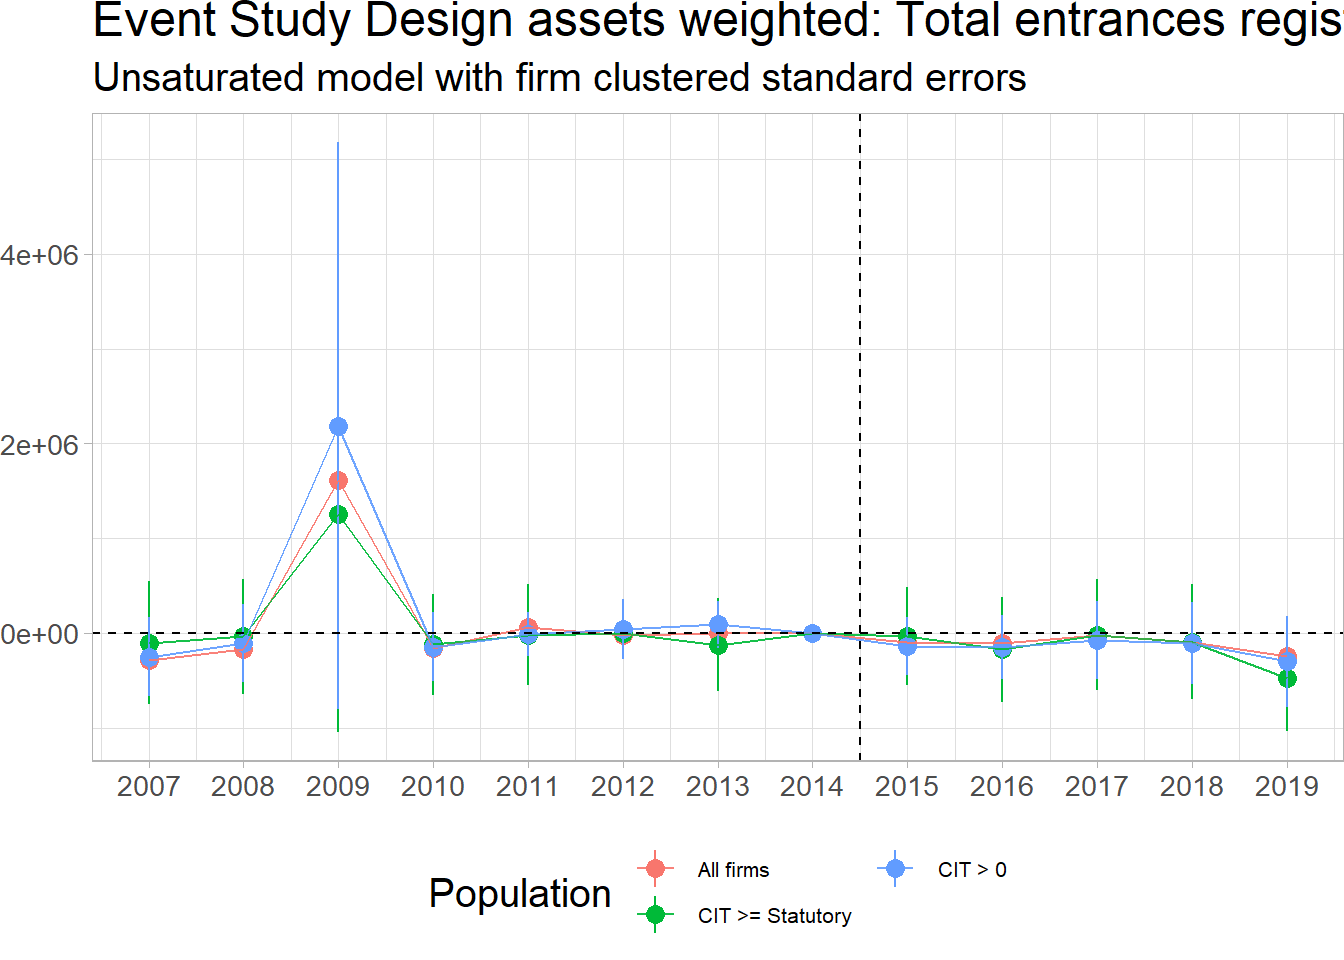 Event Study Design assets weighted: Total entrances regis
Unsaturated model with firm clustered standard errors
4e+06
2e+06
0e+00
2007 2008 2009 2010 2011 2012 2013 2014 2015 2016 2017 2018 2019
Population
All firms
CIT > 0
CIT >= Statutory